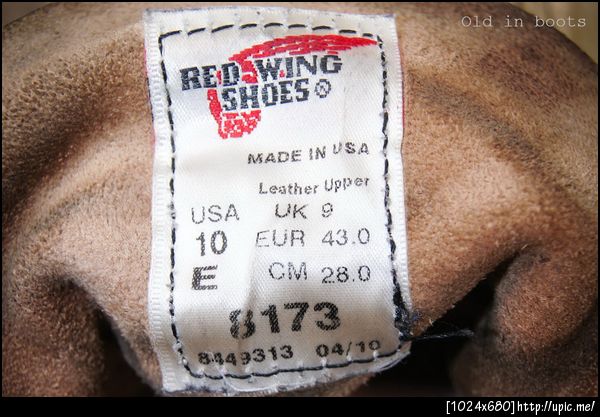 Old in boots
RED WING
SHOES®
MADE IN USA
Leather Upper
USA UK 9
10 EUR 43.0
E CM 28.0
8173
8449313 04/10
[1024x680]http://upic.me/